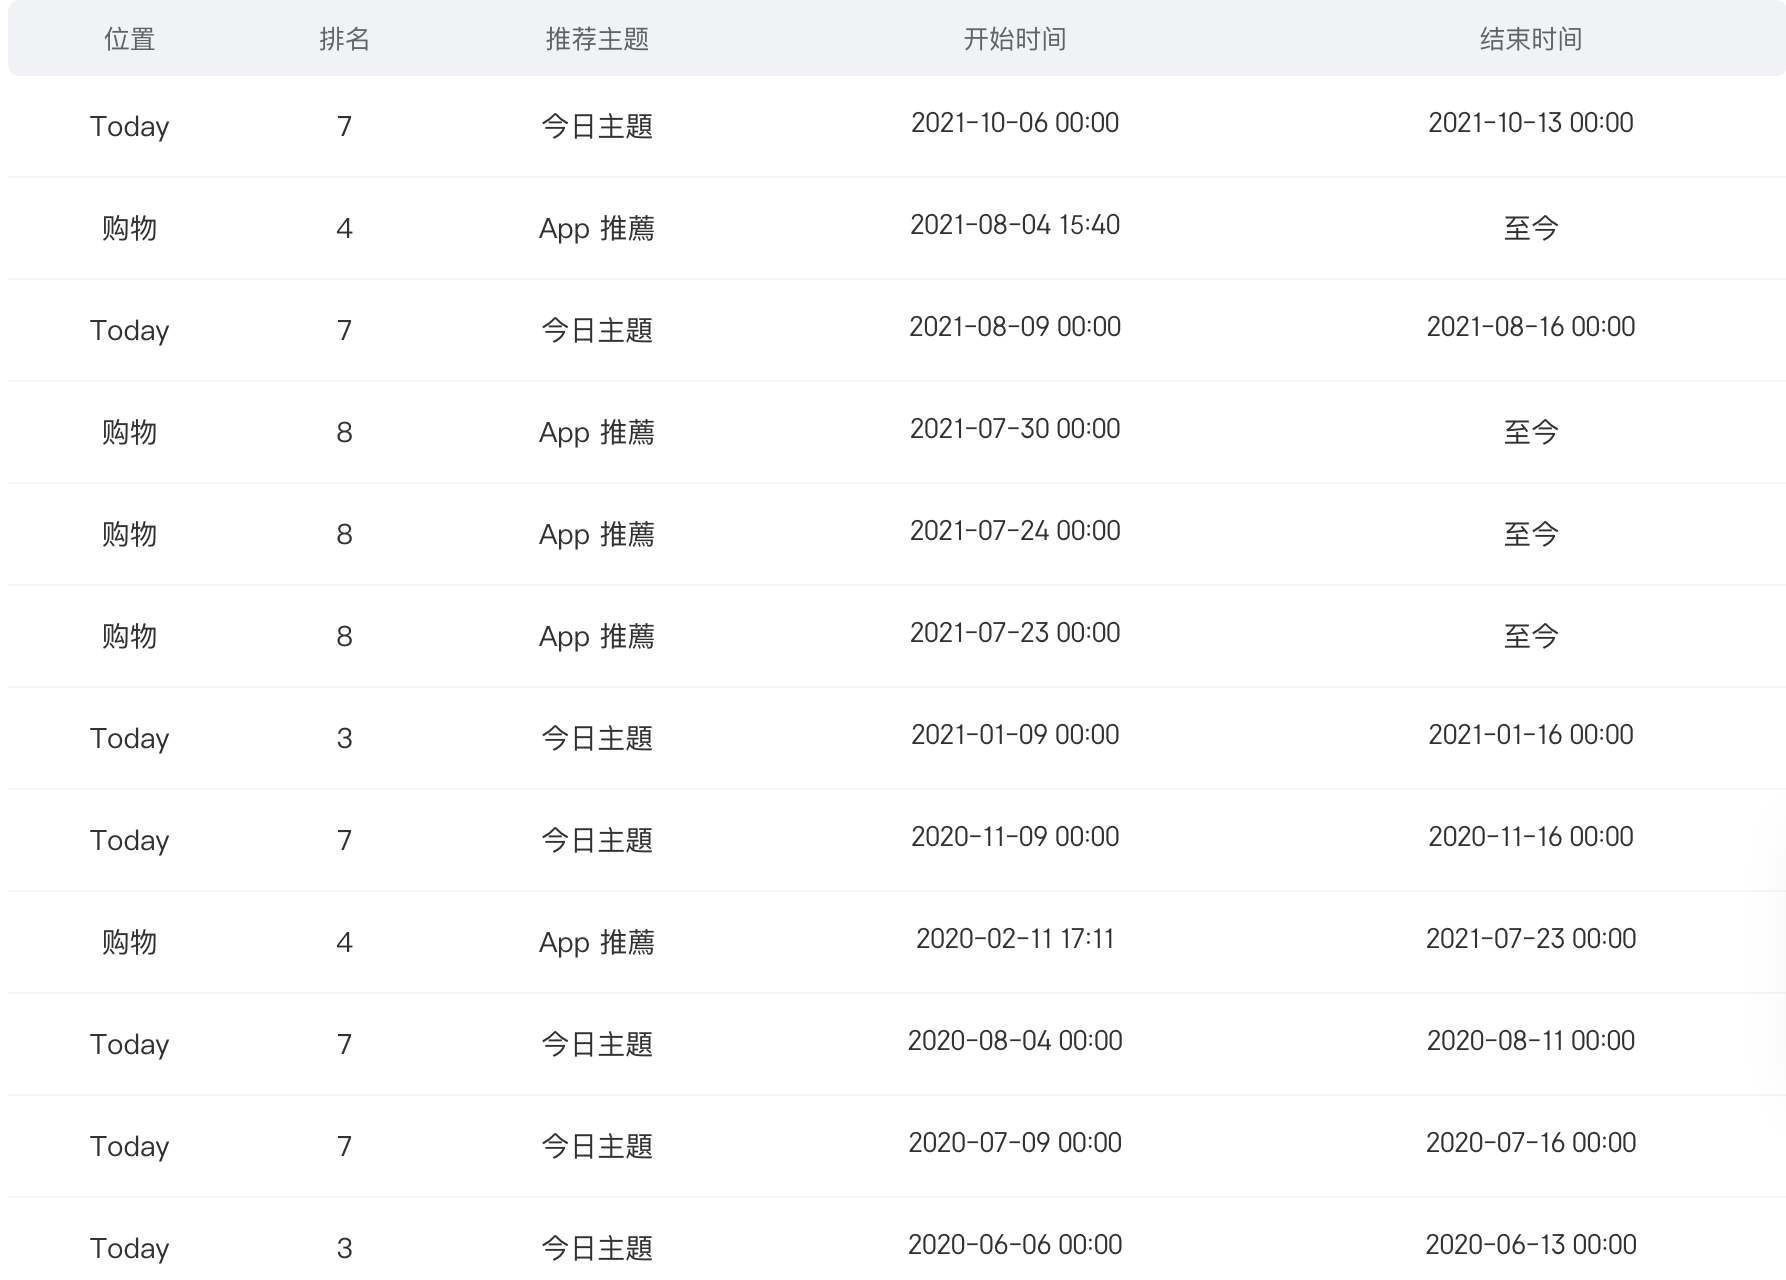 位置 排名 推荐主题 开始时间 结束时间
Today 7 今日主題 2021-10-06 00:00 2021-10-13 00:00
购物 4 App 推薦 2021-08-04 15:40 至今
Today 7 今日主題 2021-08-09 00:00 2021-08-16 00:00
购物 8 App 推薦 2021-07-30 00:00 至今
购物 8 App 推薦 2021-07-24 00:00 至今
购物 8 App 推薦 2021-07-23 00:00 至今
Today 3 今日主題 2021-01-09 00:00 2021-01-16 00:00
Today 7 今日主題 2020-11-09 00:00 2020-11-16 00:00
购物 4 App 推薦 2020-02-11 17:11 2021-07-23 00:00
Today 7 今日主題 2020-08-04 00:00 2020-08-11 00:00
Today 7 今日主題 2020-07-09 00:00 2020-07-16 00:00
Today 3 今日主題 2020-06-06 00:00 2020-06-13 00:00